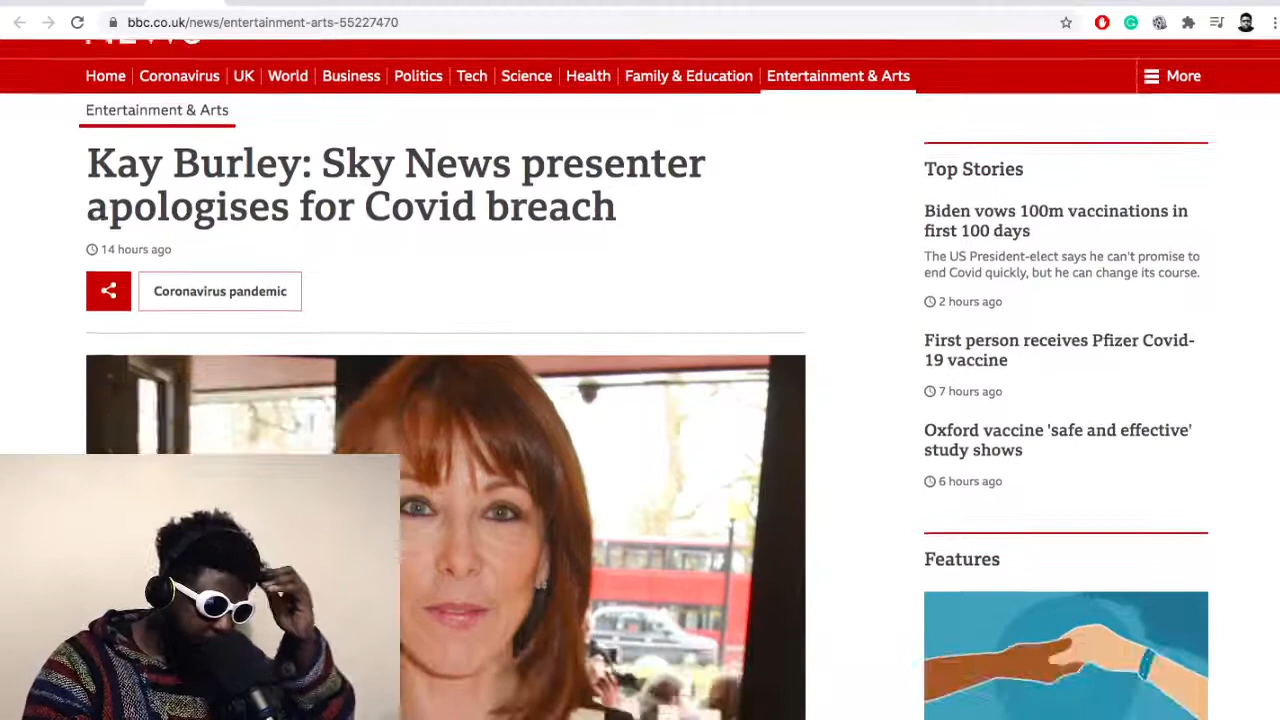 bbc.co.uk/news/entertainment-arts-55227470
NEWS
Home Coronavirus UK World Business Politics Tech Science Health Family & Education Entertainment & Arts More
Entertainment & Arts
Kay Burley: Sky News presenter
apologises for Covid breach
14 hours ago
Coronavirus pandemic
Top Stories
Biden vows 100m vaccinations in
first 100 days
The US President-elect says he can't promise to
end Covid quickly, but he can change its course.
2 hours ago
First person receives Pfizer Covid-
19 vaccine
7 hours ago
Oxford vaccine 'safe and effective'
study shows
6 hours ago
Features